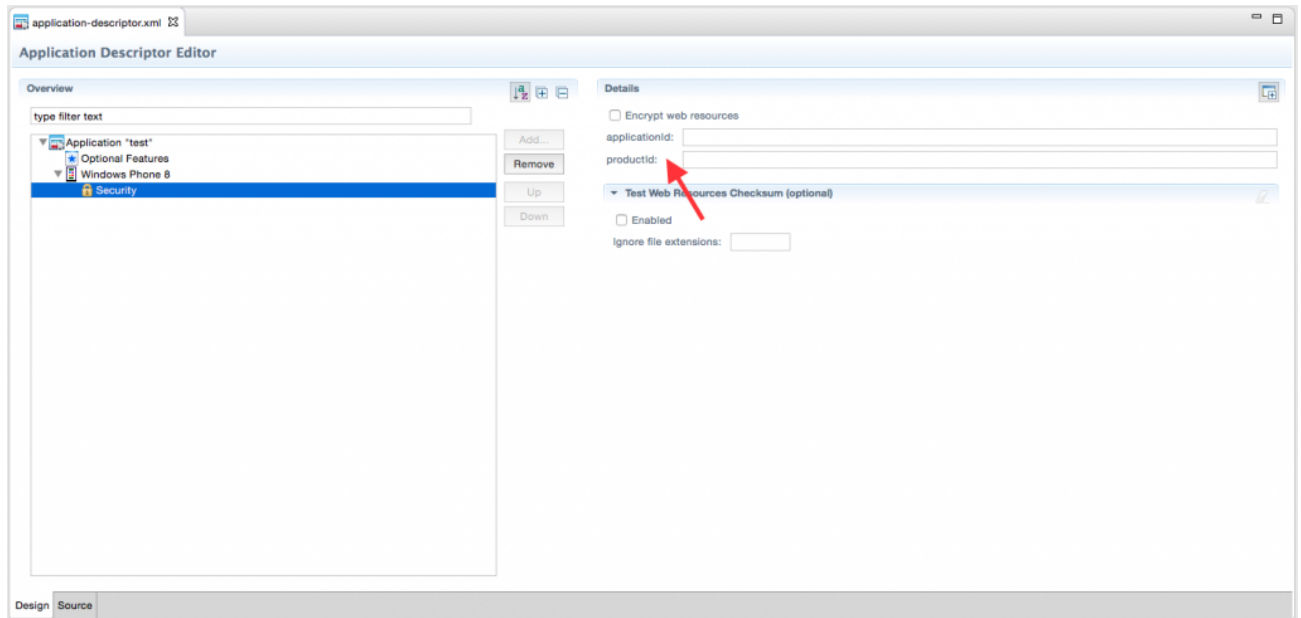 application-descriptor.xml
Application Descriptor Editor
Overview
type filter text
Application "test"
Optional Features
Windows Phone 8
Security
Add...
Remove
Up
Down
Details
Encrypt web resources
applicationId:
productId:
Test Web Resources Checksum (optional)
Enabled
Ignore file extensions:
Design Source